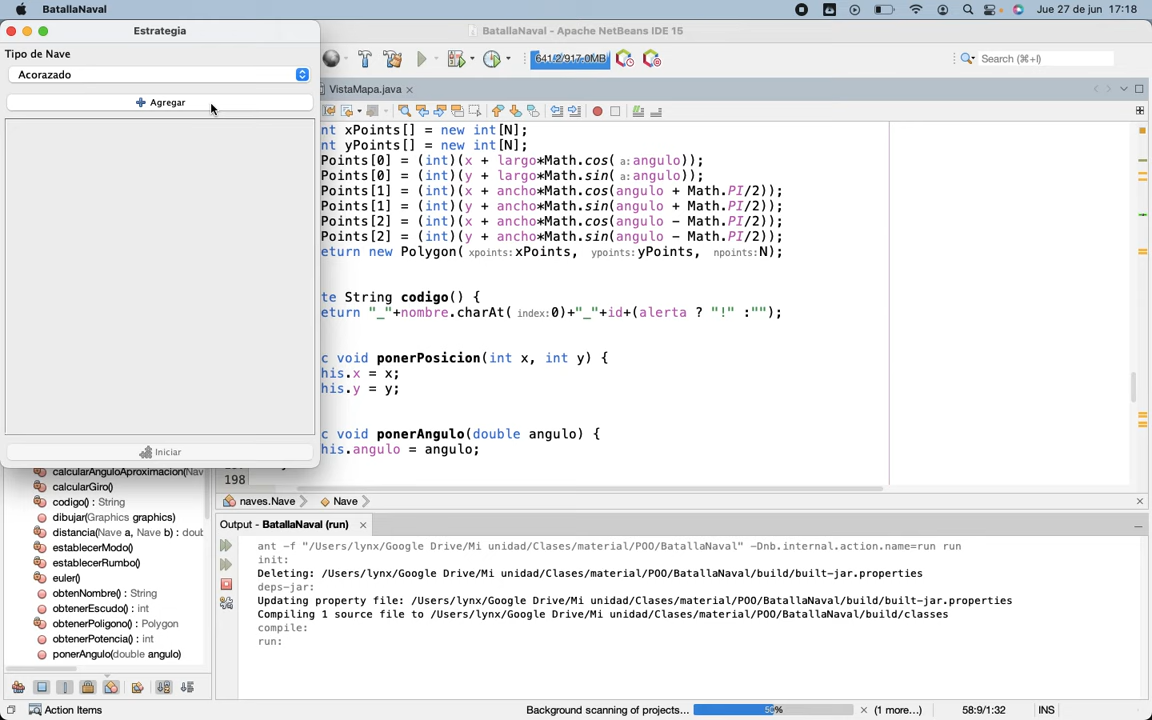 BatallaNaval
Jue 27 de jun 17:18
Estrategia
BatallaNaval - Apache NetBeans IDE 15
Tipo de Nave
Acorazado
641.2/917.0MB
Search (⌘+I)
VistaMapa.java
Agregar
nt xPoints[] = new int[N];
nt yPoints[] = new int[N];
Points[0] = (int)(x + largo*Math.cos( a: angulo));
Points[0] = (int)(y + largo*Math.sin( a: angulo));
Points[1] = (int)(x + ancho*Math.cos(angulo + Math.PI/2));
Points[1] = (int)(y + ancho*Math.sin(angulo + Math.PI/2));
Points[2] = (int)(x + ancho*Math.cos(angulo - Math.PI/2));
Points[2] = (int)(y + ancho*Math.sin(angulo - Math.PI/2));
eturn new Polygon( xpoints: xPoints, ypoints: yPoints, npoints: N);
te String codigo() {
eturn "_"+nombre.charAt( index: 0)+"_"+id+(alerta ? "!" :"");
c void ponerPosicion(int x, int y) {
his.x = x;
his.y = y;
c void ponerAngulo(double angulo) {
his.angulo = angulo;
198
Iniciar
calcularAnguloAproximacion(Nav
calcularGiro()
codigo() : String
dibujar(Graphics graphics)
distancia(Nave a, Nave b) : doub
establecerModo()
establecerRumbo()
euler()
obtenNombre() : String
obtenerEscudo() : int
obtenerPoligono() : Polygon
obtenerPotencia() : int
ponerAngulo(double angulo)
naves.Nave
Nave
Output - BatallaNaval (run)
ant -f "/Users/lynx/Google Drive/Mi unidad/Clases/material/POO/BatallaNaval" -Dnb.internal.action.name=run run
init:
Deleting: /Users/lynx/Google Drive/Mi unidad/Clases/material/POO/BatallaNaval/build/built-jar.properties
deps-jar:
Updating property file: /Users/lynx/Google Drive/Mi unidad/Clases/material/POO/BatallaNaval/build/built-jar.properties
Compiling 1 source file to /Users/lynx/Google Drive/Mi unidad/Clases/material/POO/BatallaNaval/build/classes
compile:
run:
Action Items
Background scanning of projects...
50%
(1 more...)
58:9/1:32
INS